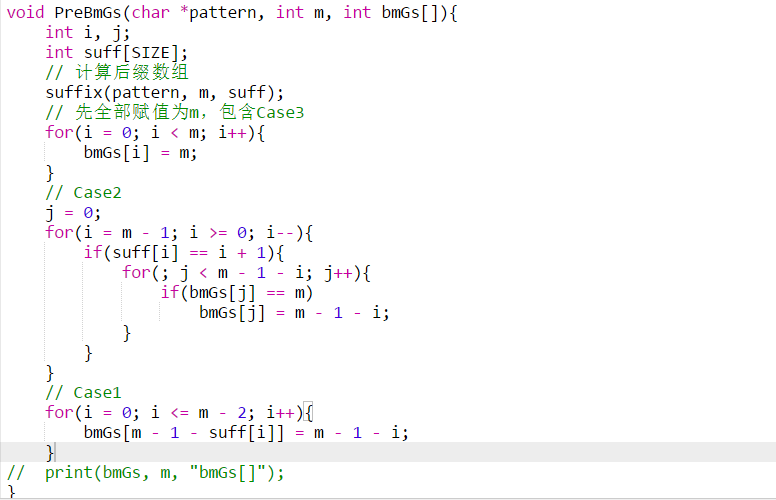 void PreBmGs(char *pattern, int m, int bmGs[]){
    int i, j;
    int suff[SIZE];
    // 计算后缀数组
    suffix(pattern, m, suff);
    // 先全部赋值为m，包含Case3
    for(i = 0; i < m; i++){
        bmGs[i] = m;
    }
    // Case2
    j = 0;
    for(i = m - 1; i >= 0; i--){
        if(suff[i] == i + 1){
            for(; j < m - 1 - i; j++){
                if(bmGs[j] == m)
                    bmGs[j] = m - 1 - i;
            }
        }
    }
    // Case1
    for(i = 0; i <= m - 2; i++){
        bmGs[m - 1 - suff[i]] = m - 1 - i;
    }
//  print(bmGs, m, "bmGs[]");
}